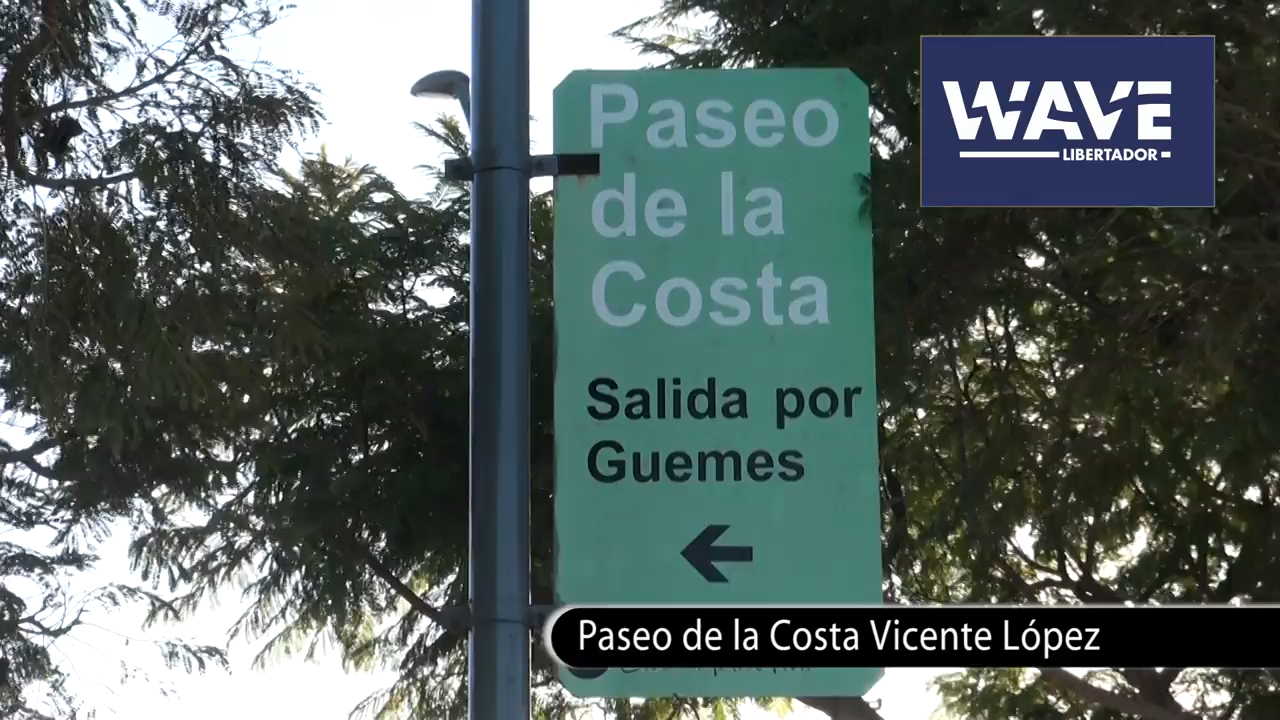 WAVE
LIBERTADOR
Paseo
de la
Costa
Salida por
Guemes
Paseo de la Costa Vicente López